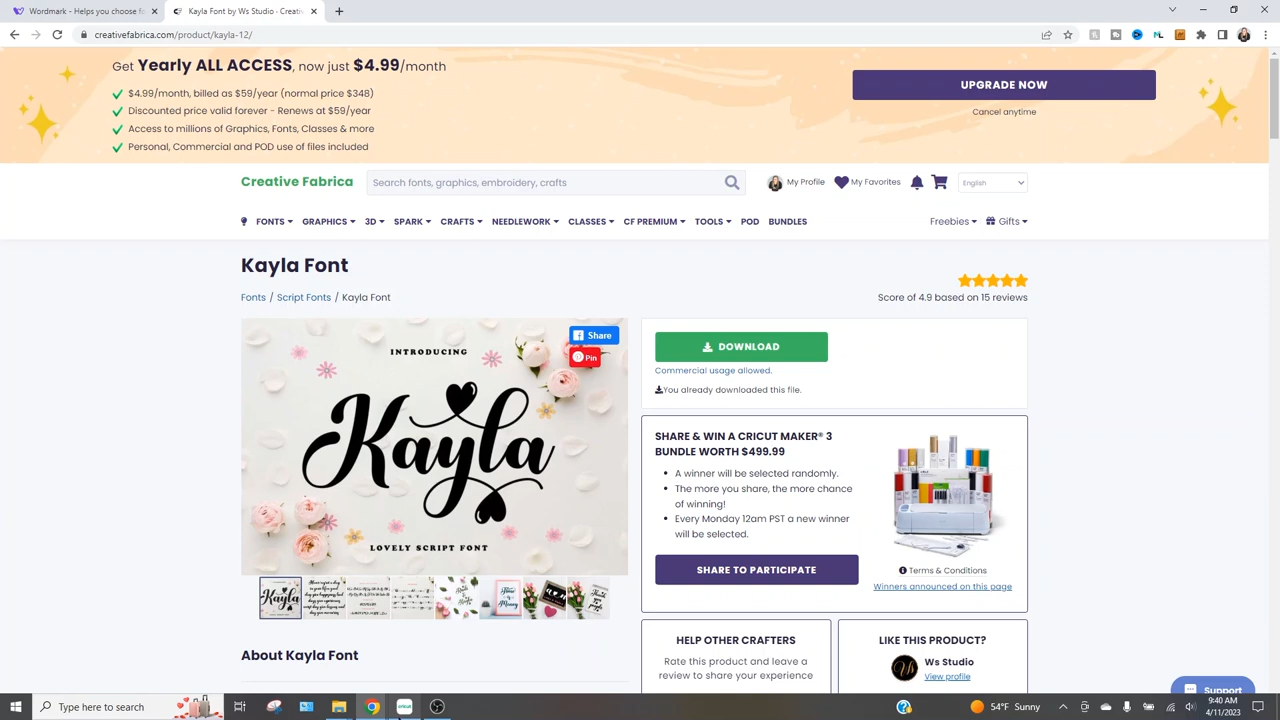 Wordmark - Helps you choose fo
Kayla Font by Ws Studio - Creati
creativefabrica.com/product/kayla-12/
Get Yearly ALL ACCESS, now just $4.99/month
$4.99/month, billed as $59/year (normal price $348)
Discounted price valid forever - Renews at $59/year
Access to millions of Graphics, Fonts, Classes & more
Personal, Commercial and POD use of files included
UPGRADE NOW
Cancel anytime
Creative Fabrica
Search fonts, graphics, embroidery, crafts
My Profile
My Favorites
English
FONTS
GRAPHICS
3D
SPARK
CRAFTS
NEEDLEWORK
CLASSES
CF PREMIUM
TOOLS
POD
BUNDLES
Freebies
Gifts
Kayla Font
Score of 4.9 based on 15 reviews
Fonts / Script Fonts / Kayla Font
Share
Pin
INTRODUCING
Kayla
LOVELY SCRIPT FONT
DOWNLOAD
Commercial usage allowed.
You already downloaded this file.
SHARE & WIN A CRICUT MAKER® 3
BUNDLE WORTH $499.99
A winner will be selected randomly.
The more you share, the more chance
of winning!
Every Monday 12am PST a new winner
will be selected.
SHARE TO PARTICIPATE
Terms & Conditions
Winners announced on this page
About Kayla Font
HELP OTHER CRAFTERS
Rate this product and leave a
review to share your experience
LIKE THIS PRODUCT?
Ws Studio
View profile
Support
Type here to search
54°F Sunny
9:40 AM
4/11/2023